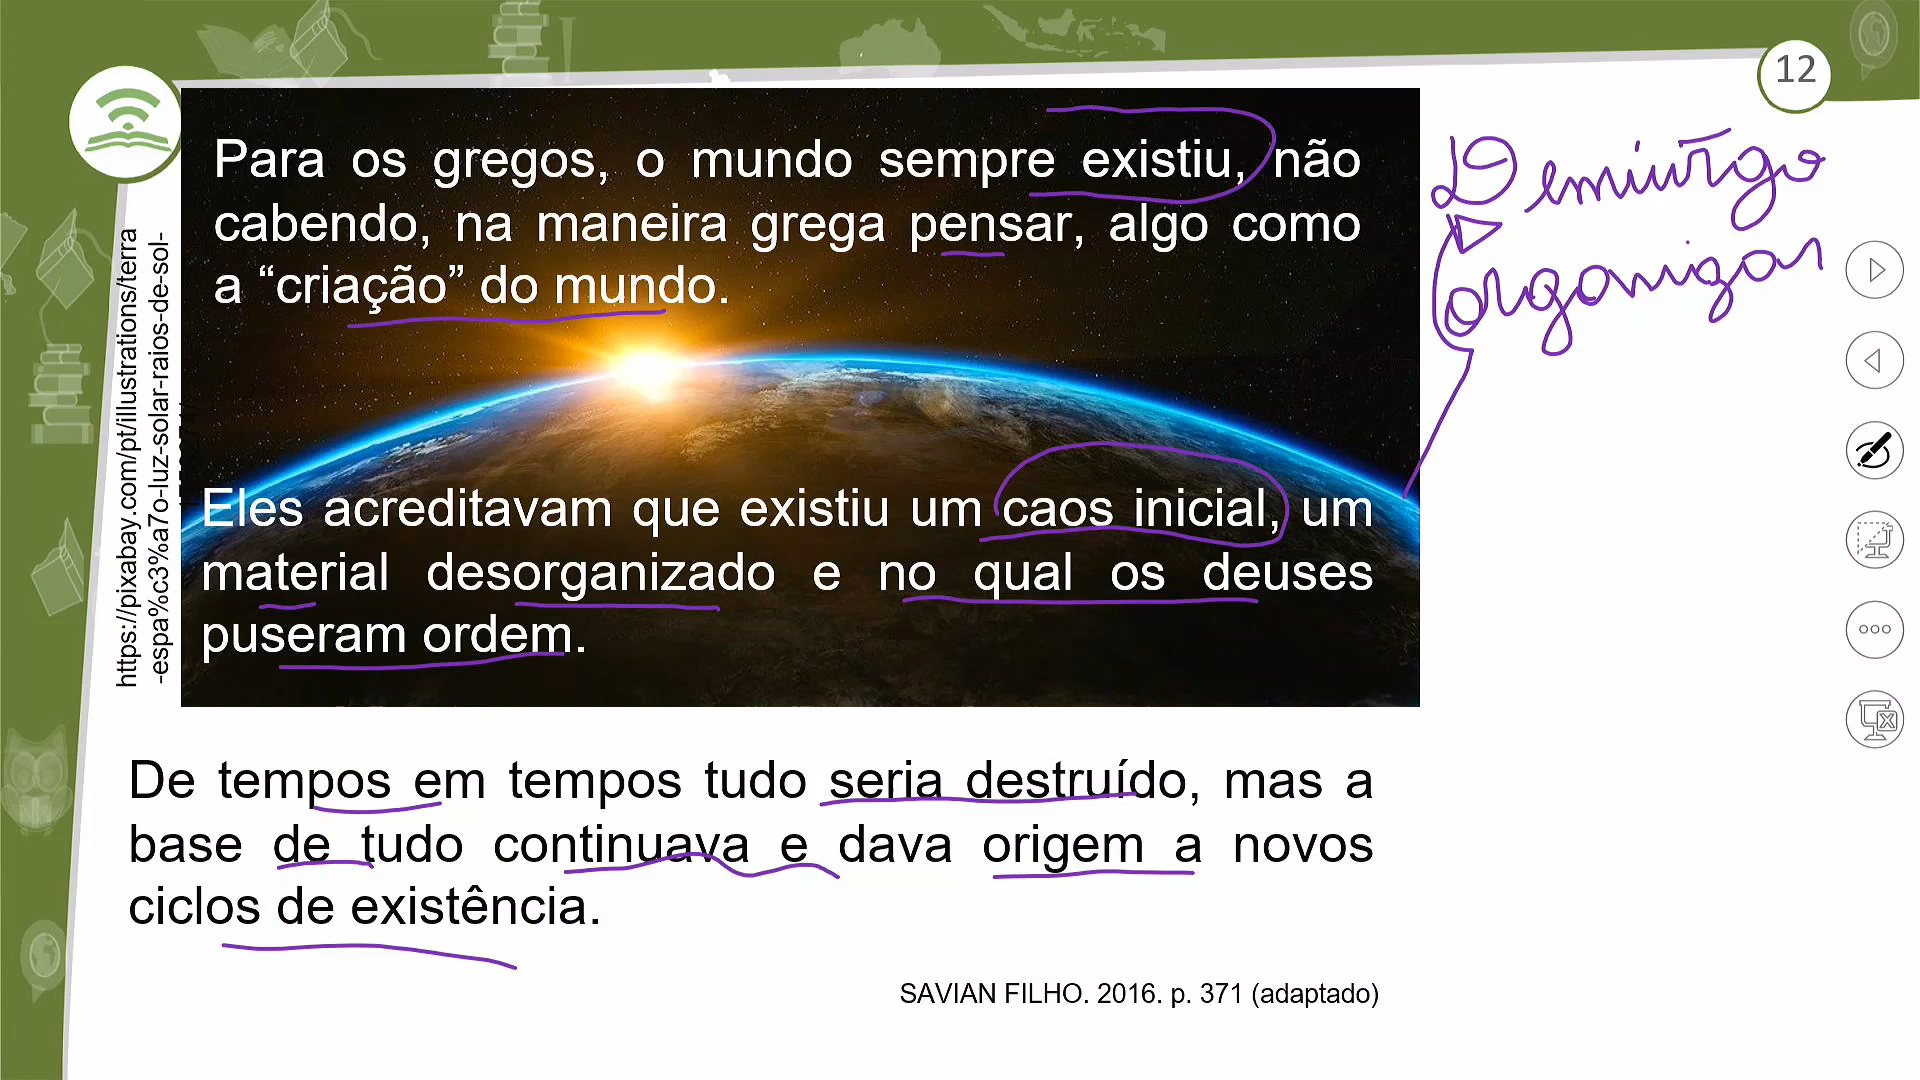 12
Para os gregos, o mundo sempre existiu, não
cabendo, na maneira grega pensar, algo como
a “criação” do mundo.
Demiurgo
organizar
https://pixabay.com/pt/illustrations/terra
-espa%c3%a7o-luz-solar-raios-de-sol-
Eles acreditavam que existiu um caos inicial, um
material desorganizado e no qual os deuses
puseram ordem.
De tempos em tempos tudo seria destruído, mas a
base de tudo continuava e dava origem a novos
ciclos de existência.
SAVIAN FILHO. 2016. p. 371 (adaptado)